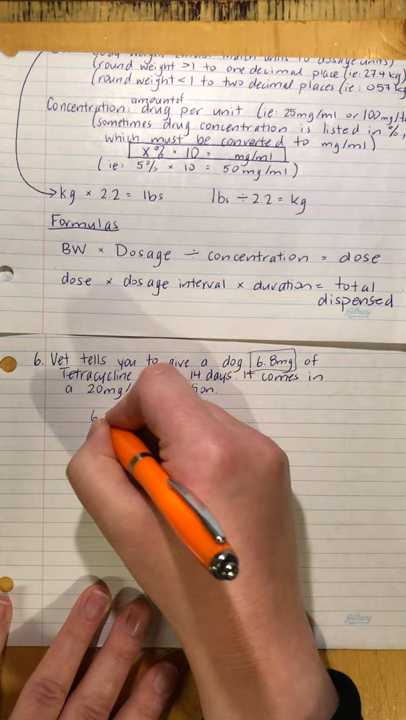 (round weight >1 to one decimal place (ie: 27.4 kg)
(round weight <1 to two decimal places (ie: 0.57 k
amount of
Concentration: drug per unit (ie: 25mg/ml or 100mg/t
(sometimes drug concentration is listed in %,
which must be converted to mg/ml)
X% × 10 = mg/ml
(ie: 5% × 10 = 50mg/ml)
kg × 2.2 = lbs lbs ÷ 2.2 = kg
Formulas
BW × Dosage ÷ concentration = dose
dose × dosage interval × duration = total
dispensed
Hilroy
6. Vet tells you to give a dog 6.8mg of
Tetracycline 14 days. It comes in
a 20mg/
6
Hilroy